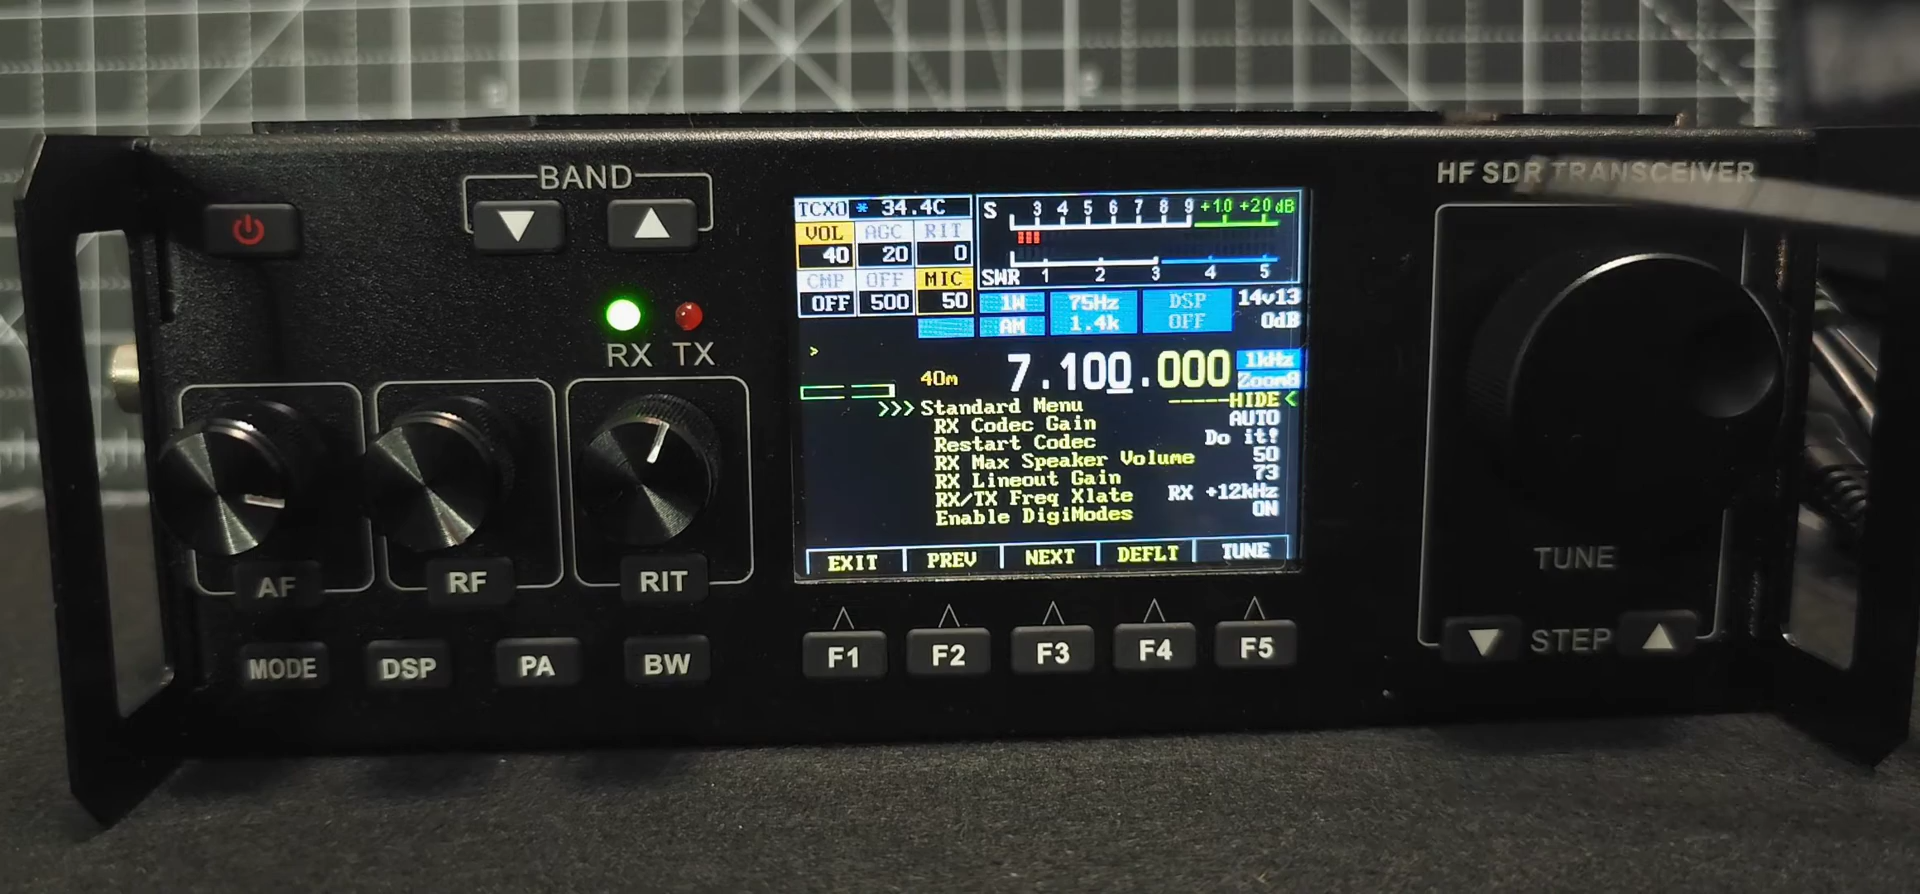 BAND
HF SDR TRANSCEIVER
TCXO * 34.4C
VOL AGC RIT
40 20 0
CMP OFF MIC
OFF 500 50
S 3 4 5 6 7 8 9 +10 +20 dB
SWR 1 2 3 4 5
1W 75Hz DSP 14v13
AM 1.4k OFF 0dB
RX TX
>
40m 7.100.000 1kHz
Zoom8
-----HIDE<
>>>Standard Menu
RX Codec Gain AUTO
Restart Codec Do it!
RX Max Speaker Volume 50
RX Lineout Gain 73
RX/TX Freq Xlate RX +12kHz
Enable DigiModes ON
EXIT PREV NEXT DEFLT TUNE
AF RF RIT
TUNE
MODE DSP PA BW
F1 F2 F3 F4 F5
STEP